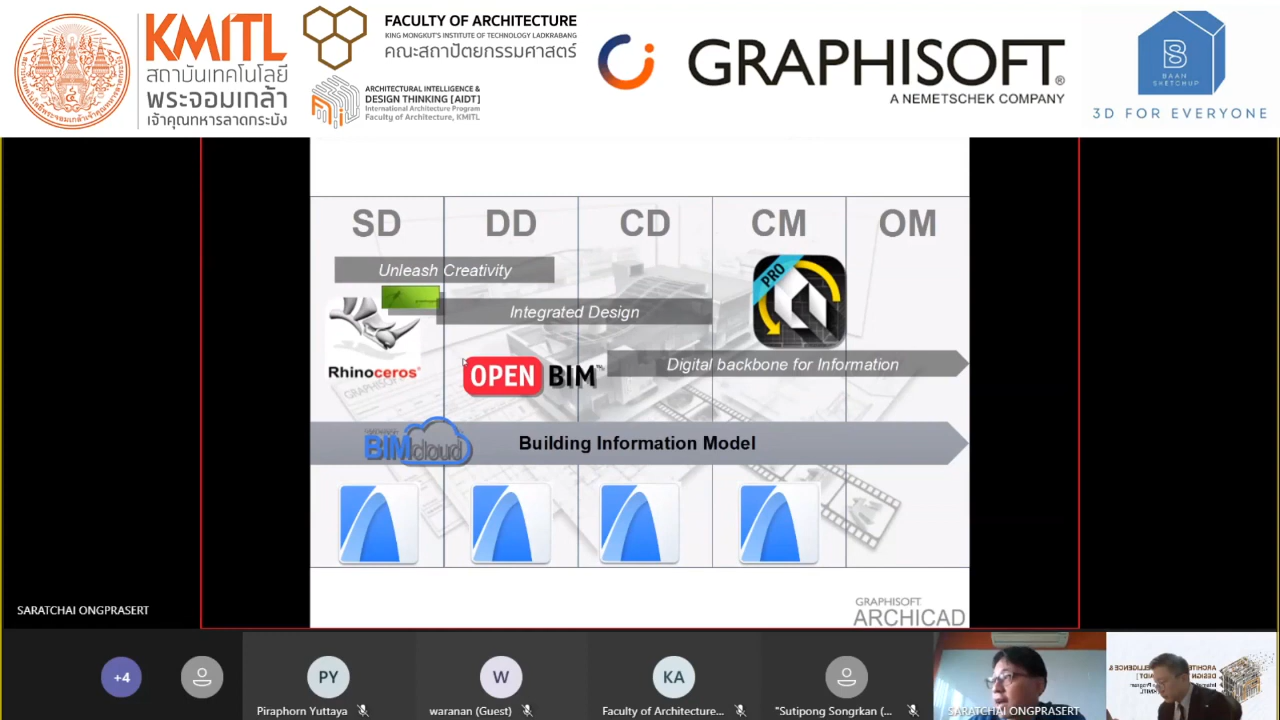 KMITL
สถาบันเทคโนโลยี
พระจอมเกล้า
เจ้าคุณทหารลาดกระบัง
FACULTY OF ARCHITECTURE
KING MONGKUT'S INSTITUTE OF TECHNOLOGY LADKRABANG
คณะสถาปัตยกรรมศาสตร์
ARCHITECTURAL INTELLIGENCE &
DESIGN THINKING [AIDT]
International Architecture Program
Faculty of Architecture, KMITL
GRAPHISOFT®
A NEMETSCHEK COMPANY
B
S
BAAN
SKETCHUP
3D FOR EVERYONE
SD DD CD CM OM
Unleash Creativity
PRO
Integrated Design
Rhinoceros®
OPEN BIM™
Digital backbone for Information
BIMcloud
Building Information Model
GRAPHISOFT
ARCHICAD
SARATCHAI ONGPRASERT
+4
PY
W
KA
Piraphorn Yuttaya
waranan (Guest)
Faculty of Architecture...
"Sutipong Songrkan (...
SARATCHAI ONGPRASERT